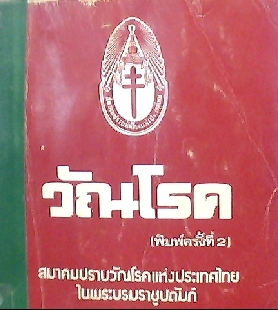 วัณโรค
(พิมพ์ครั้งที่ 2)
สมาคมปราบวัณโรคแห่งประเทศไทย
ในพระบรมราชูปถัมภ์